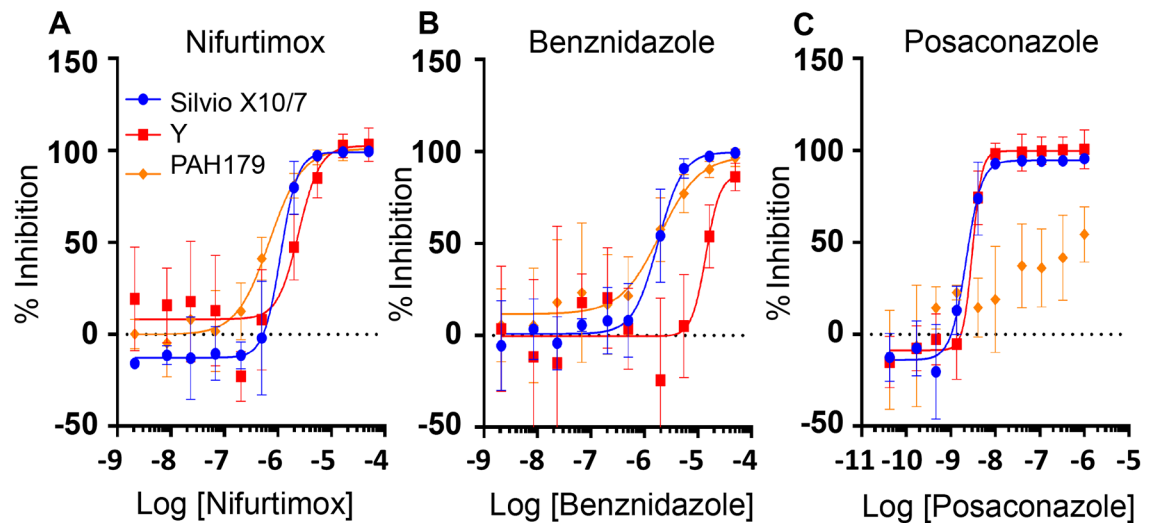 A
Nifurtimox
150
100
50
0
-50
% Inhibition
Silvio X10/7
Y
PAH179
-9 -8 -7 -6 -5 -4
Log [Nifurtimox]
B
Benznidazole
150
100
50
0
-50
% Inhibition
-9 -8 -7 -6 -5 -4
Log [Benznidazole]
C
Posaconazole
150
100
50
0
-50
% Inhibition
-11 -10 -9 -8 -7 -6 -5
Log [Posaconazole]